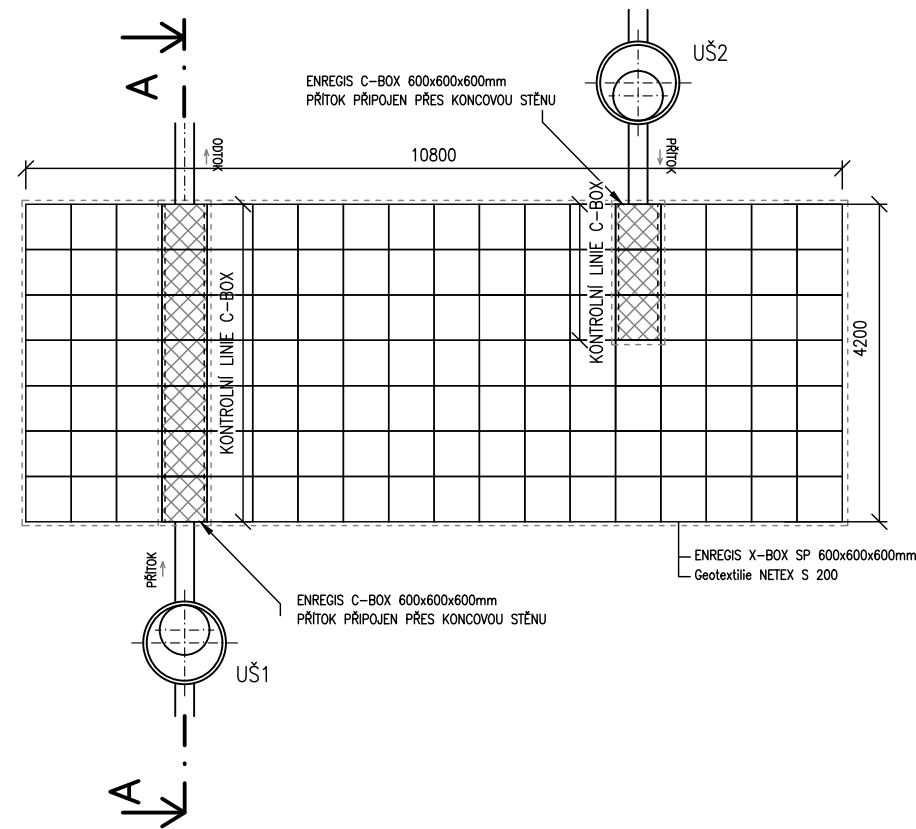 A
UŠ2
ENREGIS C-BOX 600x600x600mm
PŘÍTOK PŘIPOJEN PŘES KONCOVOU STĚNU
ODTOK
PŘÍTOK
10800
KONTROLNÍ LINIE C-BOX
KONTROLNÍ LINIE C-BOX
4200
ENREGIS X-BOX SP 600x600x600mm
Geotextilie NETEX S 200
PŘÍTOK
ENREGIS C-BOX 600x600x600mm
PŘÍTOK PŘIPOJEN PŘES KONCOVOU STĚNU
UŠ1
A